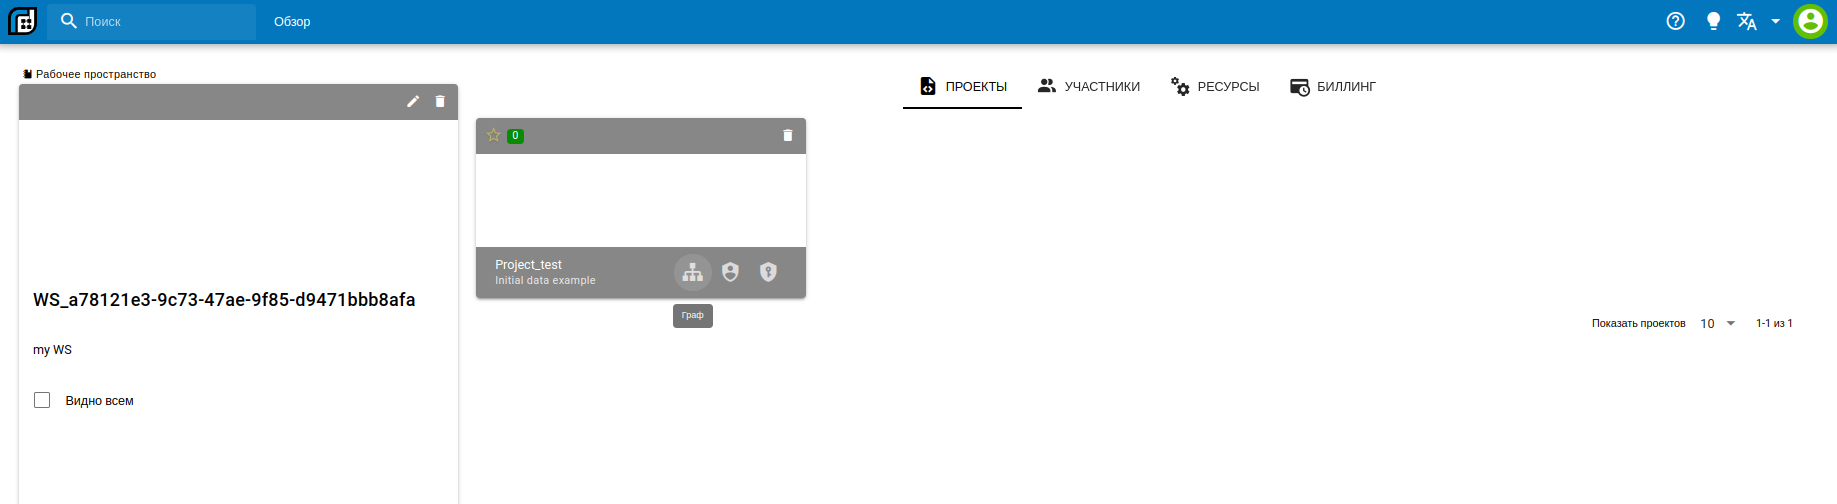 Поиск
Обзор
Рабочее пространство
ПРОЕКТЫ
УЧАСТНИКИ
РЕСУРСЫ
БИЛЛИНГ
0
Project_test
Initial data example
Граф
WS_a78121e3-9c73-47ae-9f85-d9471bbb8afa
my WS
Видно всем
Показать проектов 10 1-1 из 1